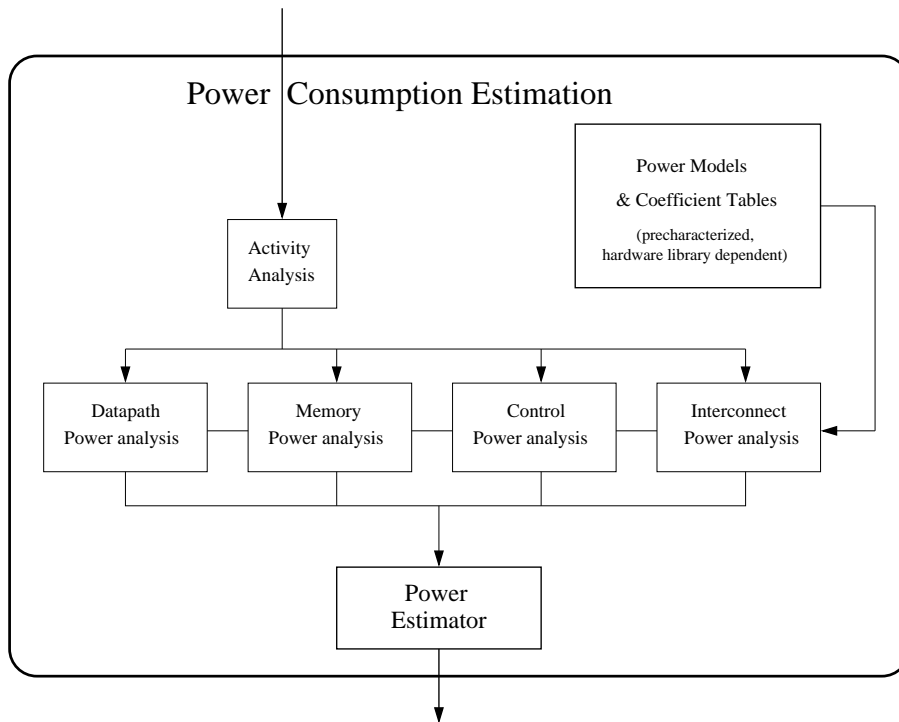 Power Consumption Estimation
Power Models
& Coefficient Tables
(precharacterized,
hardware library dependent)
Activity
Analysis
Datapath
Power analysis
Memory
Power analysis
Control
Power analysis
Interconnect
Power analysis
Power
Estimator